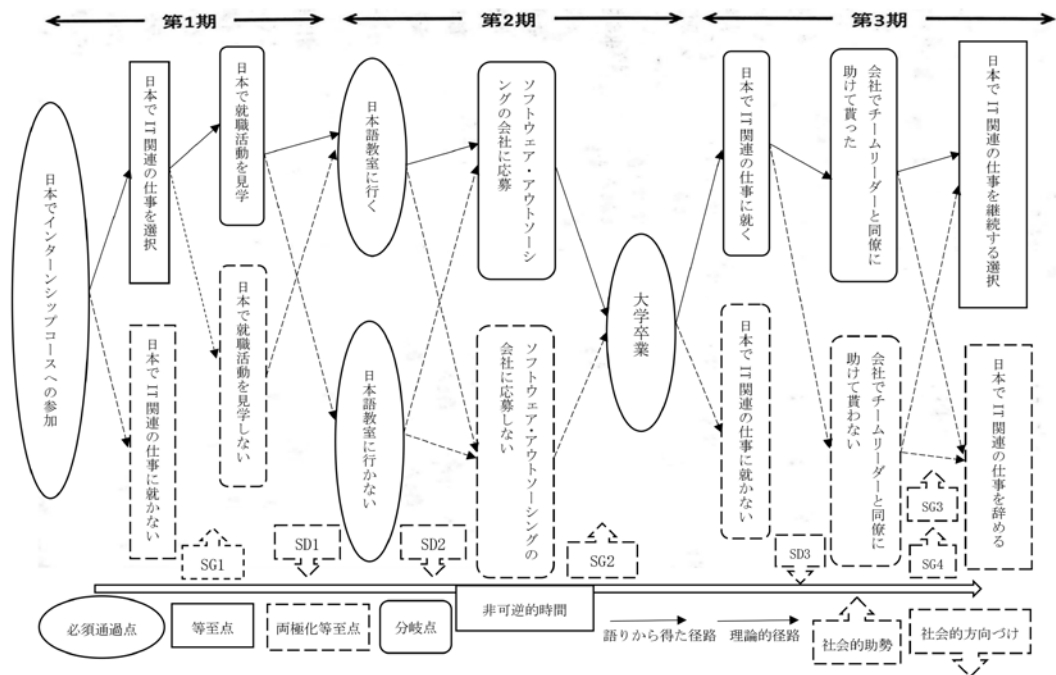 第1期
第2期
第3期
日本でインターンシップコースへの参加
日本で IT 関連の仕事を選択
日本で IT 関連の仕事に就かない
日本で就職活動を見学
日本で就職活動を見学しない
日本語教室に行く
日本語教室に行かない
ソフトウェア・アウトソーシ
ングの会社に応募
ソフトウェア・アウトソーシングの
会社に応募しない
大学卒業
日本で IT 関連の仕事に就く
日本で IT 関連の仕事に就かない
会社でチームリーダーと同僚に
助けて貰った
会社でチームリーダーと同僚に
助けて貰わない
日本で IT 関連の仕事を継続する選択
日本で IT 関連の仕事を辞める
SG1
SD1
SD2
SG2
SD3
SG3
SG4
非可逆的時間
必須通過点
等至点
両極化等至点
分岐点
語りから得た径路
理論的径路
社会的助勢
社会的方向づけ